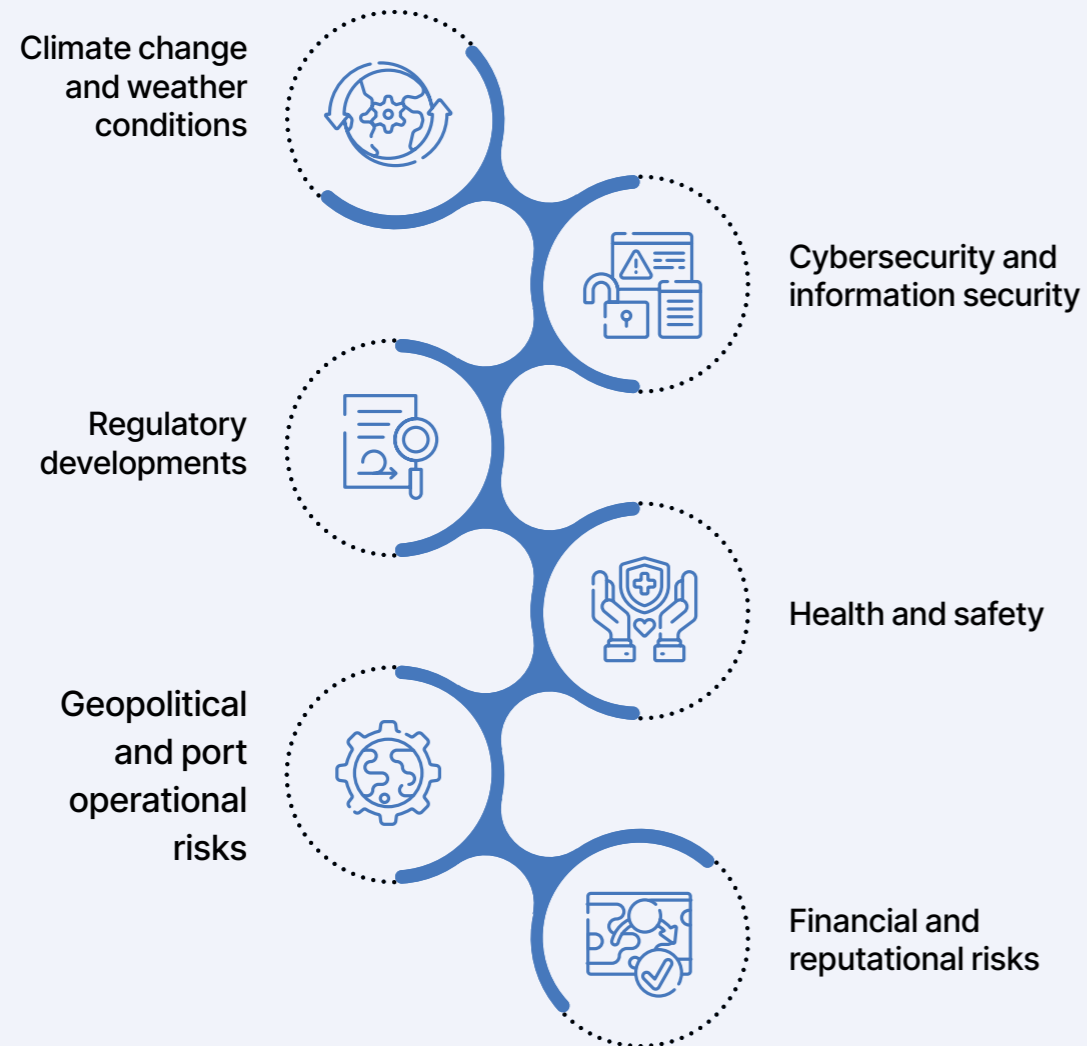 Climate change
and weather
conditions
Cybersecurity and
information security
Regulatory
developments
Health and safety
Geopolitical
and port
operational
risks
Financial and
reputational risks